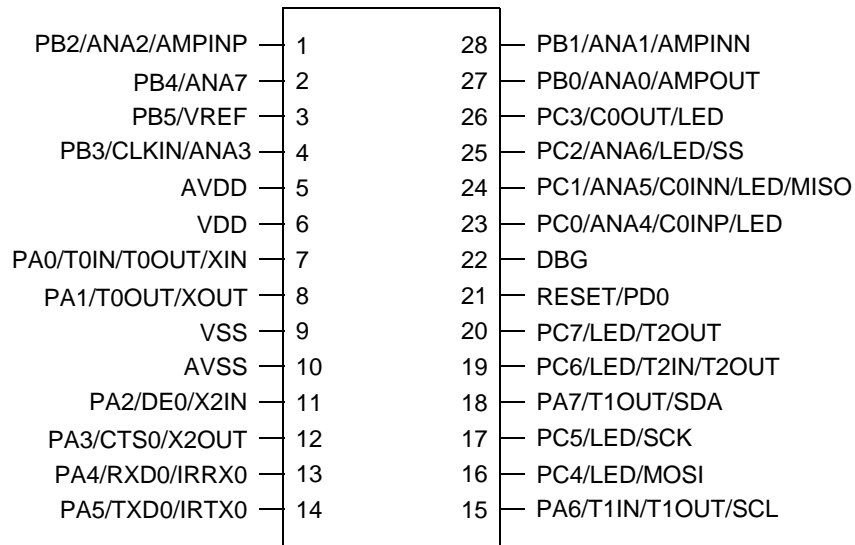 PB2/ANA2/AMPINP 1 28 PB1/ANA1/AMPINN
PB4/ANA7 2 27 PB0/ANA0/AMPOUT
PB5/VREF 3 26 PC3/C0OUT/LED
PB3/CLKIN/ANA3 4 25 PC2/ANA6/LED/SS
AVDD 5 24 PC1/ANA5/C0INN/LED/MISO
VDD 6 23 PC0/ANA4/C0INP/LED
PA0/T0IN/T0OUT/XIN 7 22 DBG
PA1/T0OUT/XOUT 8 21 RESET/PD0
VSS 9 20 PC7/LED/T2OUT
AVSS 10 19 PC6/LED/T2IN/T2OUT
PA2/DE0/X2IN 11 18 PA7/T1OUT/SDA
PA3/CTS0/X2OUT 12 17 PC5/LED/SCK
PA4/RXD0/IRRX0 13 16 PC4/LED/MOSI
PA5/TXD0/IRTX0 14 15 PA6/T1IN/T1OUT/SCL